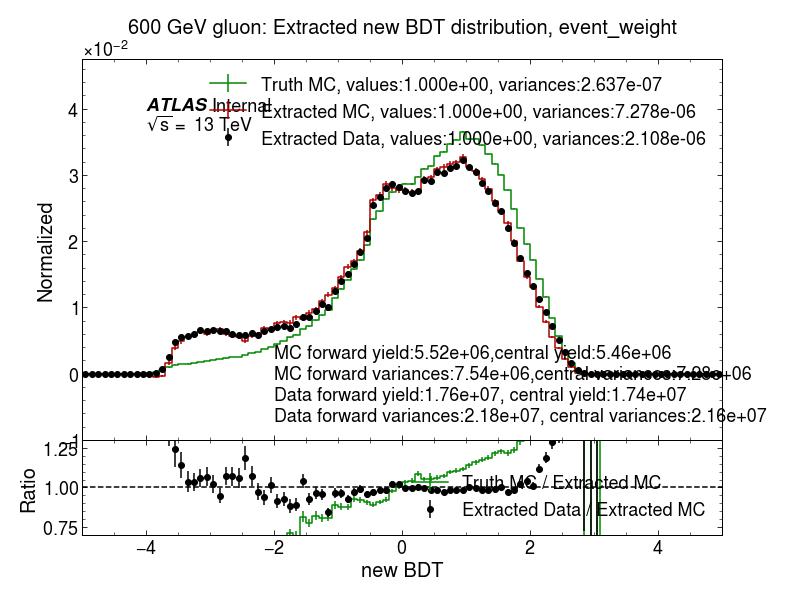 600 GeV gluon: Extracted new BDT distribution, event_weight
×10⁻²
Truth MC, values:1.000e+00, variances:2.637e-07
ATLAS Internal
Extracted MC, values:1.000e+00, variances:7.278e-06
√s = 13 TeV
Extracted Data, values:1.000e+00, variances:2.108e-06
4
3
2
1
0
Normalized
MC forward yield:5.52e+06,central yield:5.46e+06
MC forward variances:7.54e+06,central variances:7.28e+06
Data forward yield:1.76e+07, central yield:1.74e+07
Data forward variances:2.18e+07, central variances:2.16e+07
1.25
1.00
0.75
Ratio
Truth MC / Extracted MC
Extracted Data / Extracted MC
−4 −2 0 2 4
new BDT